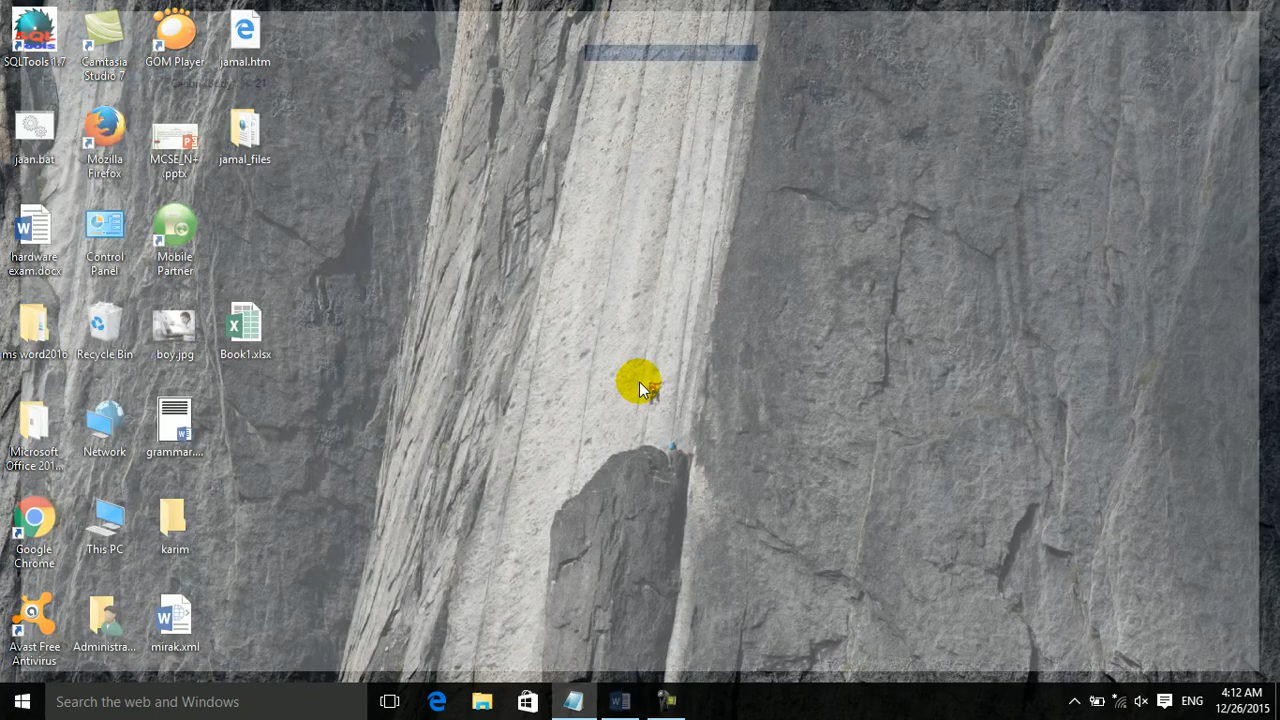 SQLTools 1.7
Camtasia
Studio 7
GOM Player
jamal.htm
jaan.bat
Mozilla
Firefox
MCSE_N+
.pptx
jamal_files
hardware
exam.docx
Control
Panel
Mobile
Partner
ms word2016
Recycle Bin
boy.jpg
Book1.xlsx
Microsoft
Office 201...
Network
grammar....
Google
Chrome
This PC
karim
Avast Free
Antivirus
Administra...
mirak.xml
Search the web and Windows
ENG
4:12 AM
12/26/2015